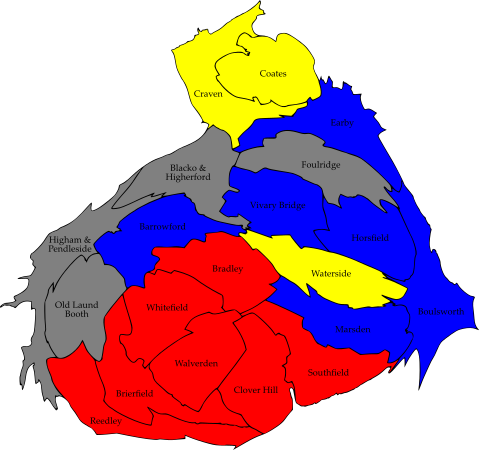 Coates
Craven
Earby
Foulridge
Blacko &
Higherford
Vivary Bridge
Barrowford
Horsfield
Higham &
Pendleside
Bradley
Waterside
Old Laund
Booth
Whitefield
Boulsworth
Marsden
Walverden
Southfield
Brierfield
Clover Hill
Reedley